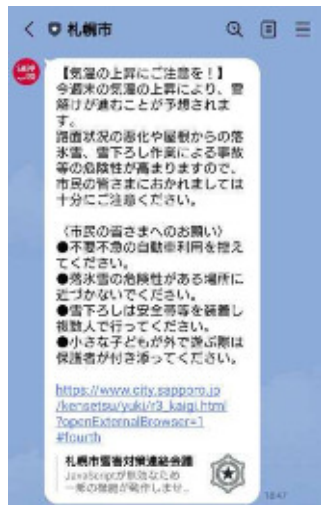 札幌市
【気温の上昇にご注意を!】
今週末の気温の上昇により、雪
解けが進むことが予想されま
す。
路面状況の悪化や屋根からの落
氷雪、雪下ろし作業による事故
等の危険性が高まりますので、
市民の皆さまにおかれましては
十分にご注意ください。
〈市民の皆さまへのお願い〉
●不要不急の自動車利用を控え
てください。
●落氷雪の危険性がある場所に
近づかないでください。
●雪下ろしは安全帯等を装着し
複数人で行ってください。
●小さな子どもが外で遊ぶ際は
保護者が付き添ってください。
https://www.city.sapporo.jp
/kensetsu/yuki/r3_kaigi.html
?openExternalBrowser=1
#fourth
札幌市雪害対策連絡会議
JavaScriptが無効なため
一部の機能が動作しませ..
18:47